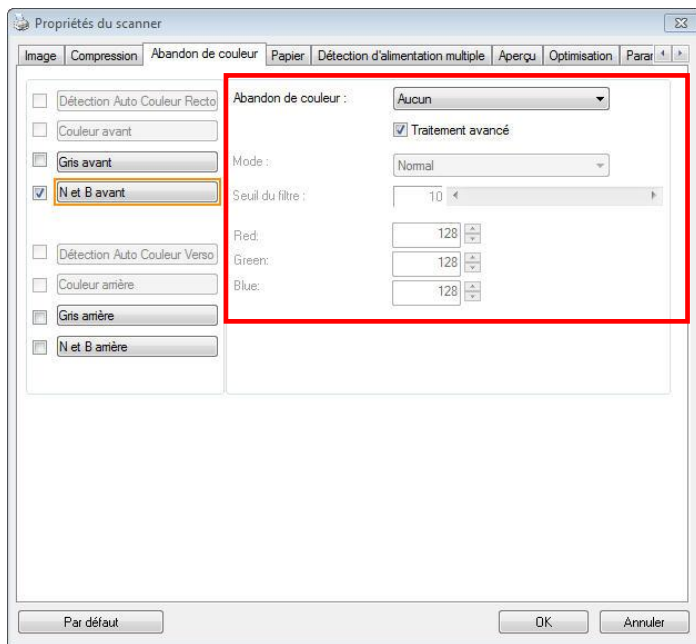 Propriétés du scanner
Image Compression Abandon de couleur Papier Détection d'alimentation multiple Aperçu Optimisation Parar
Détection Auto Couleur Recto
Couleur avant
Gris avant
N et B avant
Détection Auto Couleur Verso
Couleur arrière
Gris arrière
N et B arrière
Abandon de couleur : Aucun
Traitement avancé
Mode : Normal
Seuil du filtre : 10
Red: 128
Green: 128
Blue: 128
Par défaut OK Annuler